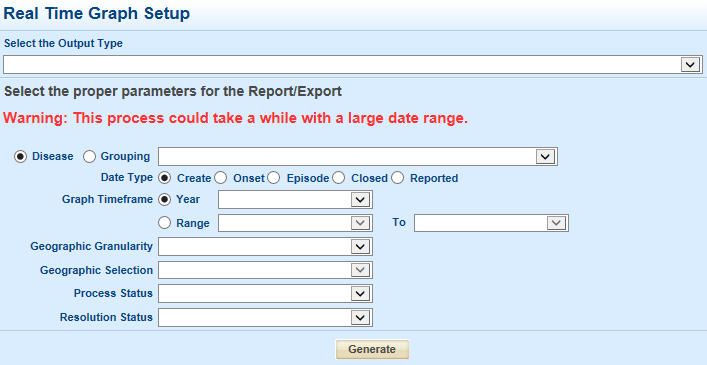 Real Time Graph Setup
Select the Output Type
Select the proper parameters for the Report/Export
Warning: This process could take a while with a large date range.
Disease Grouping
Date Type Create Onset Episode Closed Reported
Graph Timeframe Year
Range To
Geographic Granularity
Geographic Selection
Process Status
Resolution Status
Generate